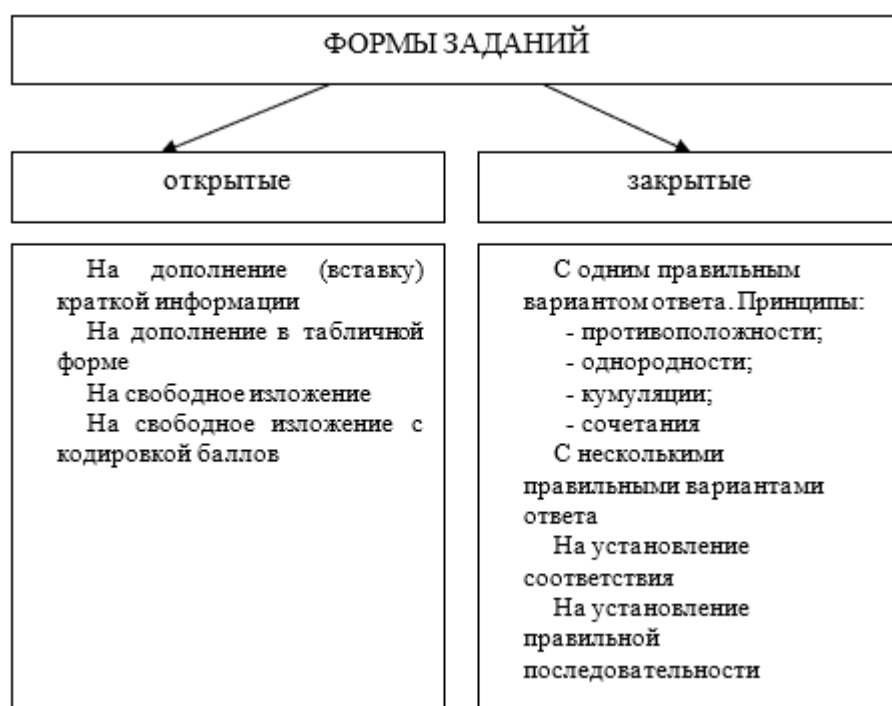 ФОРМЫ ЗАДАНИЙ
открытые
закрытые
На дополнение (вставку)
краткой информации
На дополнение в табличной
форме
На свободное изложение
На свободное изложение с
кодировкой баллов
С одним правильным
вариантом ответа. Принципы:
- противоположности;
- однородности;
- кумуляции;
- сочетания
С несколькими
правильными вариантами
ответа
На установление
соответствия
На установление
правильной
последовательности